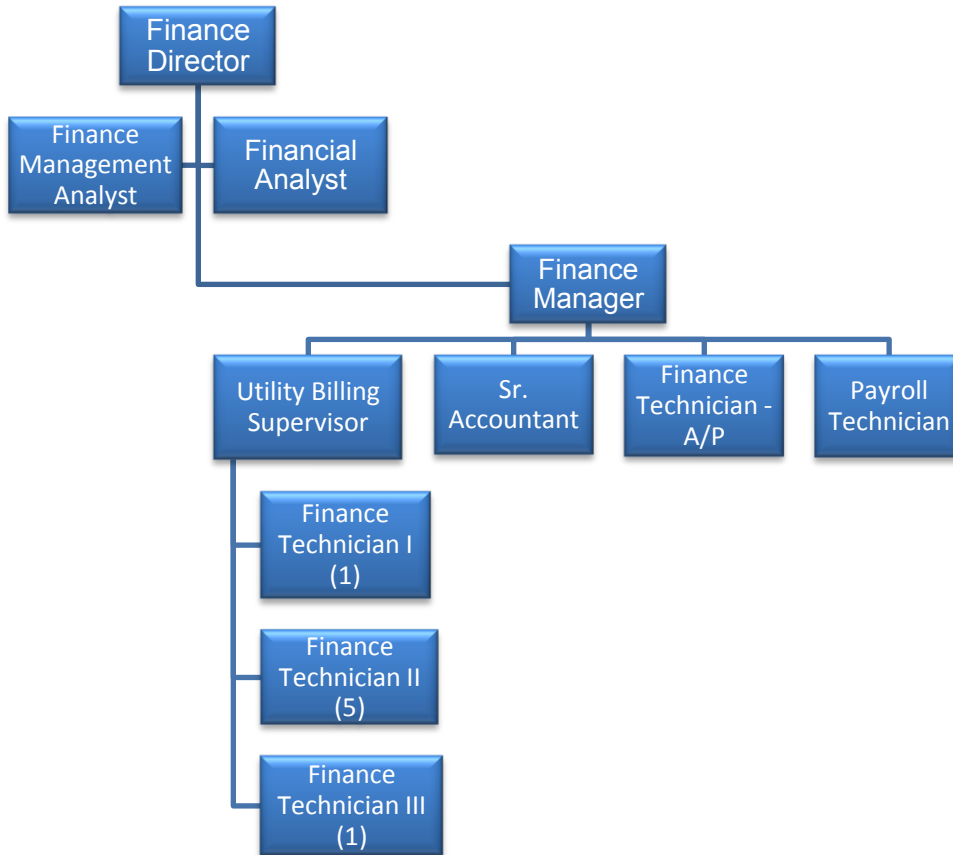 Finance
Director
Finance
Management
Analyst
Financial
Analyst
Finance
Manager
Utility Billing
Supervisor
Sr.
Accountant
Finance
Technician -
A/P
Payroll
Technician
Finance
Technician I
(1)
Finance
Technician II
(5)
Finance
Technician III
(1)